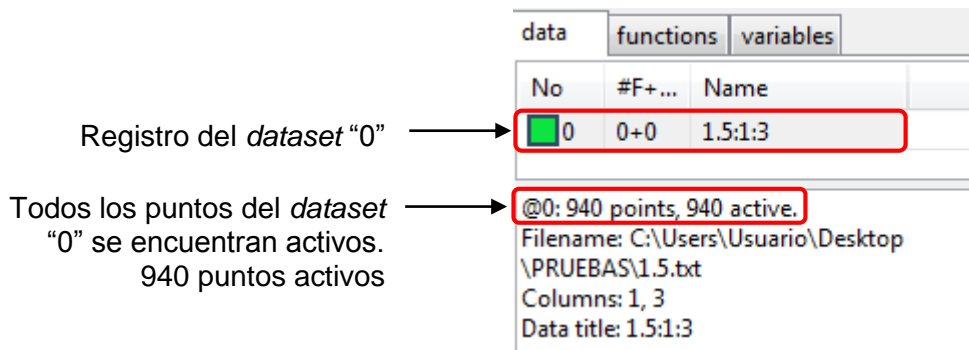 data functions variables
No #F+... Name
Registro del dataset “0”
0 0+0 1.5:1:3
Todos los puntos del dataset
“0” se encuentran activos.
940 puntos activos
@0: 940 points, 940 active.
Filename: C:\Users\Usuario\Desktop
\PRUEBAS\1.5.txt
Columns: 1, 3
Data title: 1.5:1:3